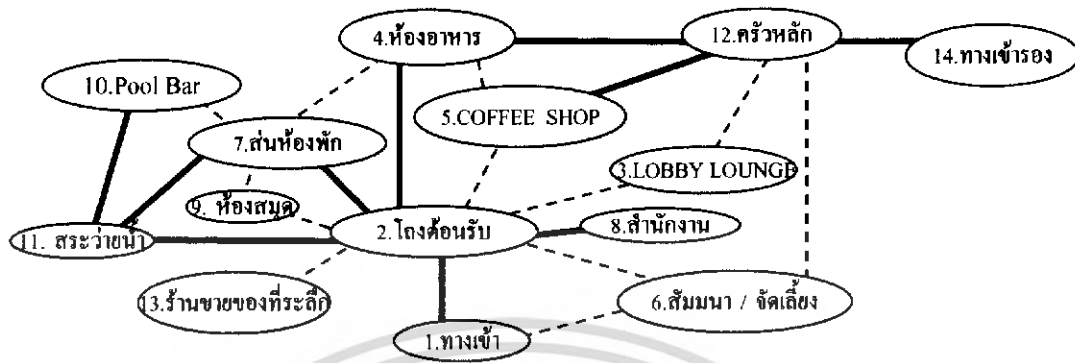 4.ห้องอาหาร
12.ครัวหลัก
14.ทางเข้ารอง
10.Pool Bar
5.COFFEE SHOP
7.ส่นห้องพัก
3.LOBBY LOUNGE
9. ห้องสมุด
2.โถงต้อนรับ
8.สำนักงาน
11. สระว่ายน้ำ
13.ร้านขายของที่ระลึก
6.สัมมนา / จัดเลี้ยง
1.ทางเข้า